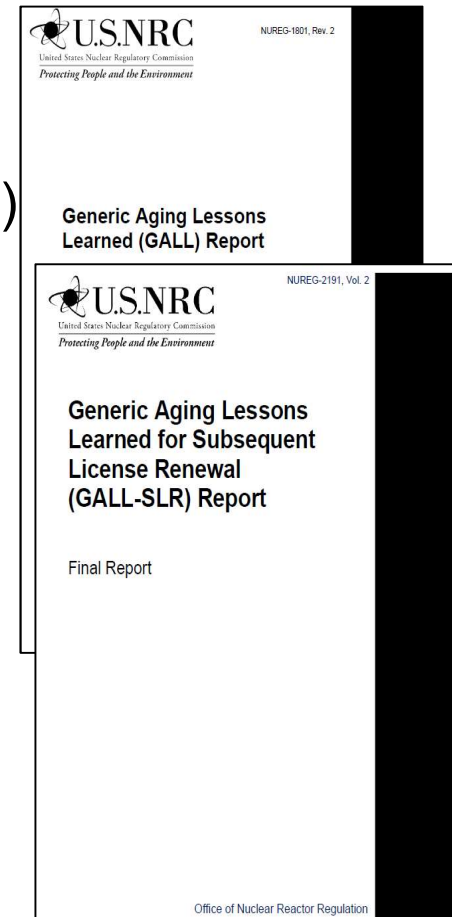 U.S.NRC
NUREG-1801, Rev. 2
United States Nuclear Regulatory Commission
Protecting People and the Environment
)
Generic Aging Lessons
Learned (GALL) Report
U.S.NRC
NUREG-2191, Vol. 2
United States Nuclear Regulatory Commission
Protecting People and the Environment
Generic Aging Lessons
Learned for Subsequent
License Renewal
(GALL-SLR) Report
Final Report
Office of Nuclear Reactor Regulation